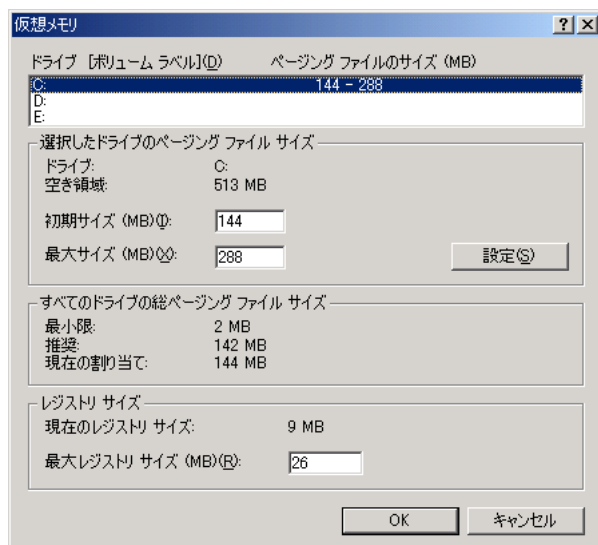 仮想メモリ
ドライブ [ボリューム ラベル](D) ページング ファイルのサイズ (MB)
C: 144 - 288
D:
E:
選択したドライブのページング ファイル サイズ
ドライブ: C:
空き領域: 513 MB
初期サイズ (MB)(I): 144
最大サイズ (MB)(X): 288
設定(S)
すべてのドライブの総ページング ファイル サイズ
最小限: 2 MB
推奨: 142 MB
現在の割り当て: 144 MB
レジストリ サイズ
現在のレジストリ サイズ: 9 MB
最大レジストリ サイズ (MB)(R): 26
OK キャンセル